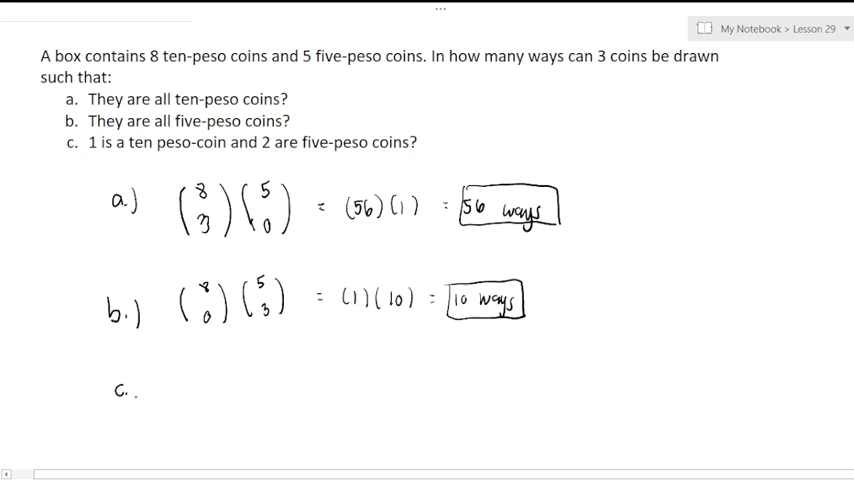 My Notebook > Lesson 29
A box contains 8 ten-peso coins and 5 five-peso coins. In how many ways can 3 coins be drawn
such that:
a. They are all ten-peso coins?
b. They are all five-peso coins?
c. 1 is a ten peso-coin and 2 are five-peso coins?
a.) (8 3) (5 0) = (56)(1) = 56 ways
b.) (8 0) (5 3) = (1)(10) = 10 ways
c.